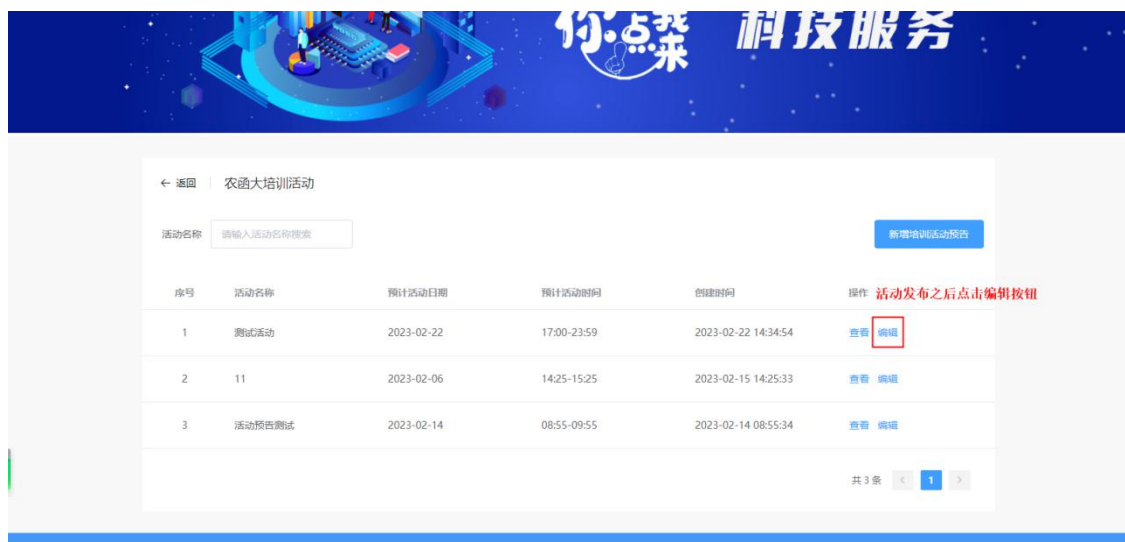 你点我来 科技服务
← 返回 农函大培训活动
活动名称 请输入活动名称搜索 新增培训活动预告
序号 活动名称 预计活动日期 预计活动时间 创建时间 操作 活动发布之后点击编辑按钮
1 测试活动 2023-02-22 17:00-23:59 2023-02-22 14:34:54 查看 编辑
2 11 2023-02-06 14:25-15:25 2023-02-15 14:25:33 查看 编辑
3 活动预告测试 2023-02-14 08:55-09:55 2023-02-14 08:55:34 查看 编辑
共 3 条 < 1 >